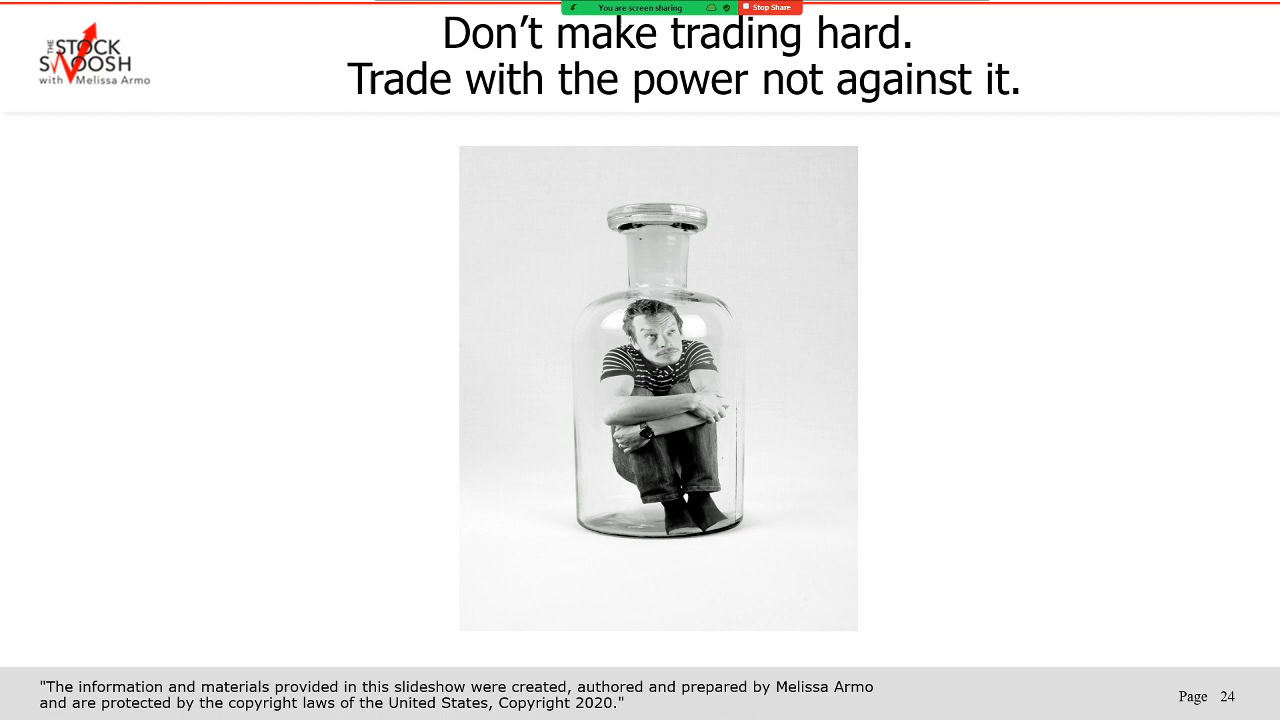 You are screen sharing
Stop Share
Don’t make trading hard.
Trade with the power not against it.
THE
STOCK
SWOOSH
with Melissa Armo
"The information and materials provided in this slideshow were created, authored and prepared by Melissa Armo
and are protected by the copyright laws of the United States, Copyright 2020."
Page 24